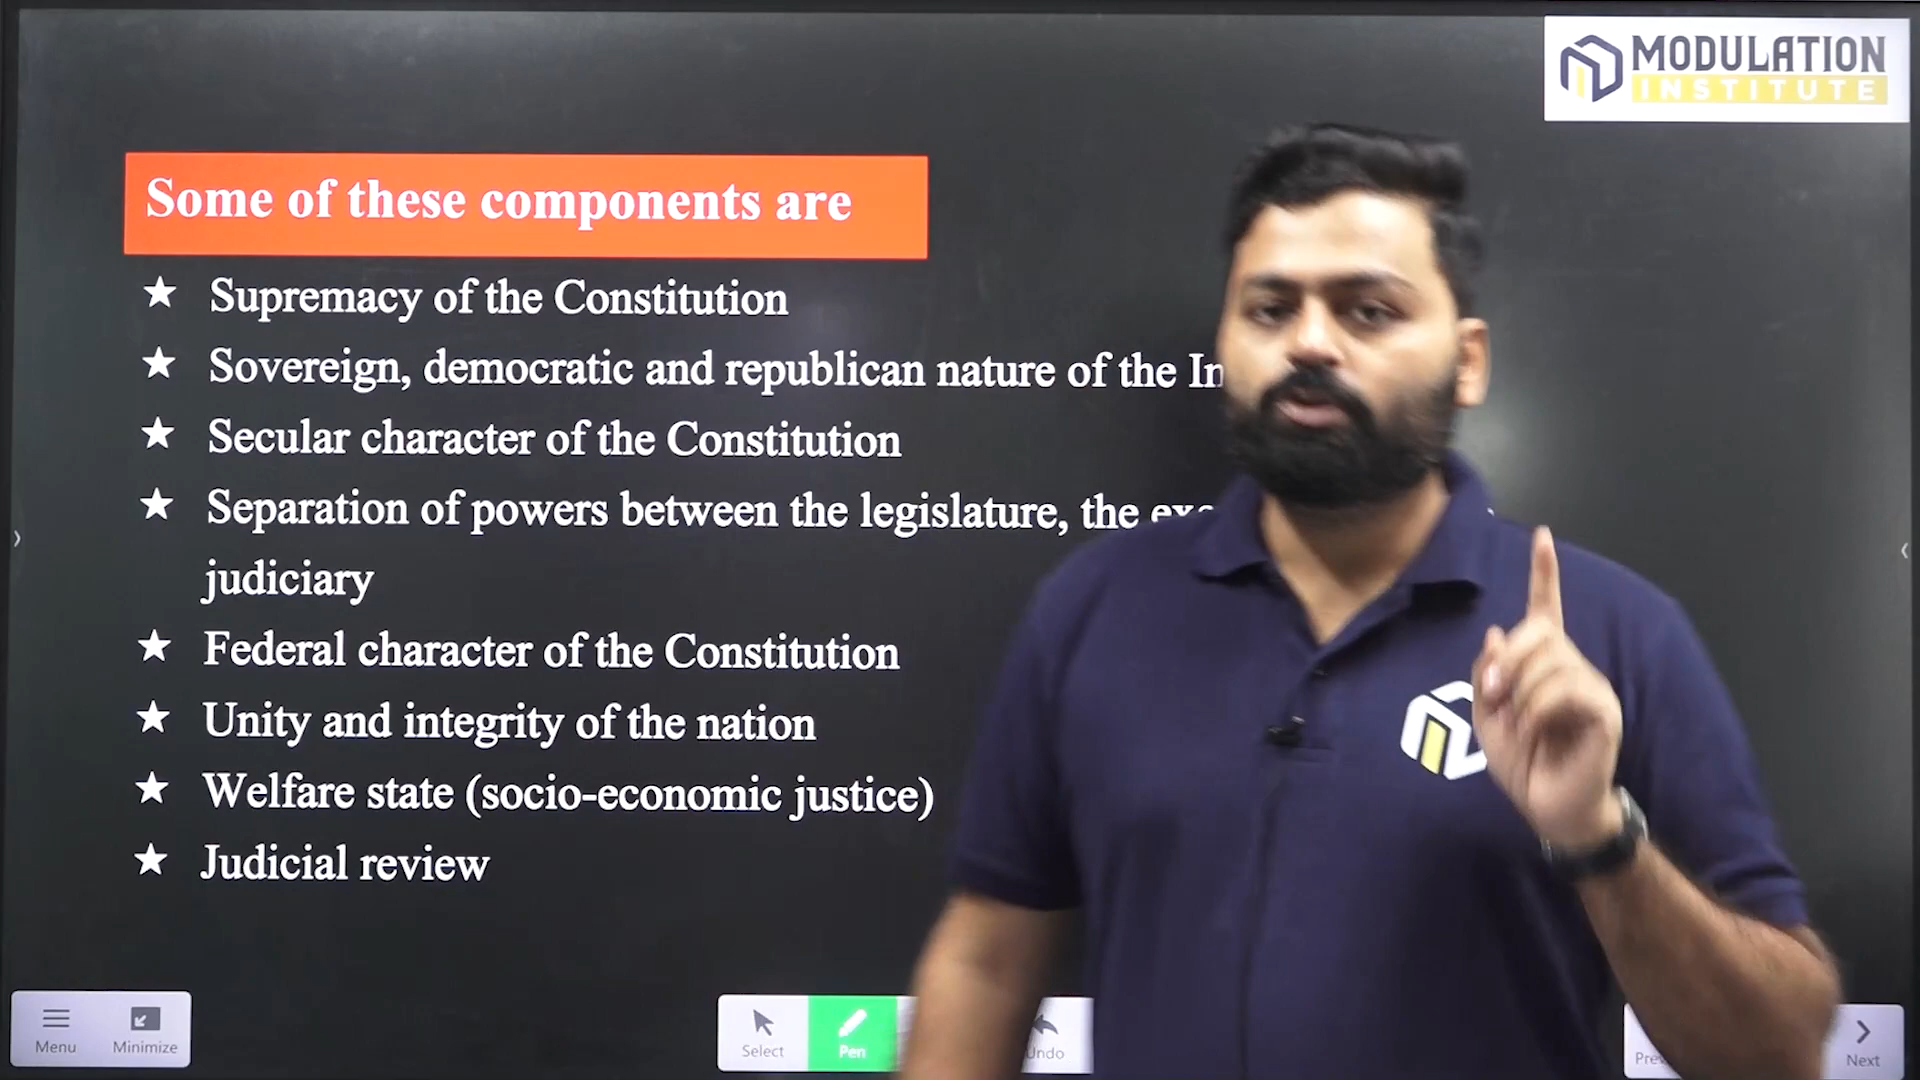 MODULATION
INSTITUTE
Some of these components are
★ Supremacy of the Constitution
★ Sovereign, democratic and republican nature of the
★ Secular character of the Constitution
★ Separation of powers between the legislature, the
judiciary
★ Federal character of the Constitution
★ Unity and integrity of the nation
★ Welfare state (socio-economic justice)
★ Judicial review
Menu
Minimize
Select
Pen
Undo
Next